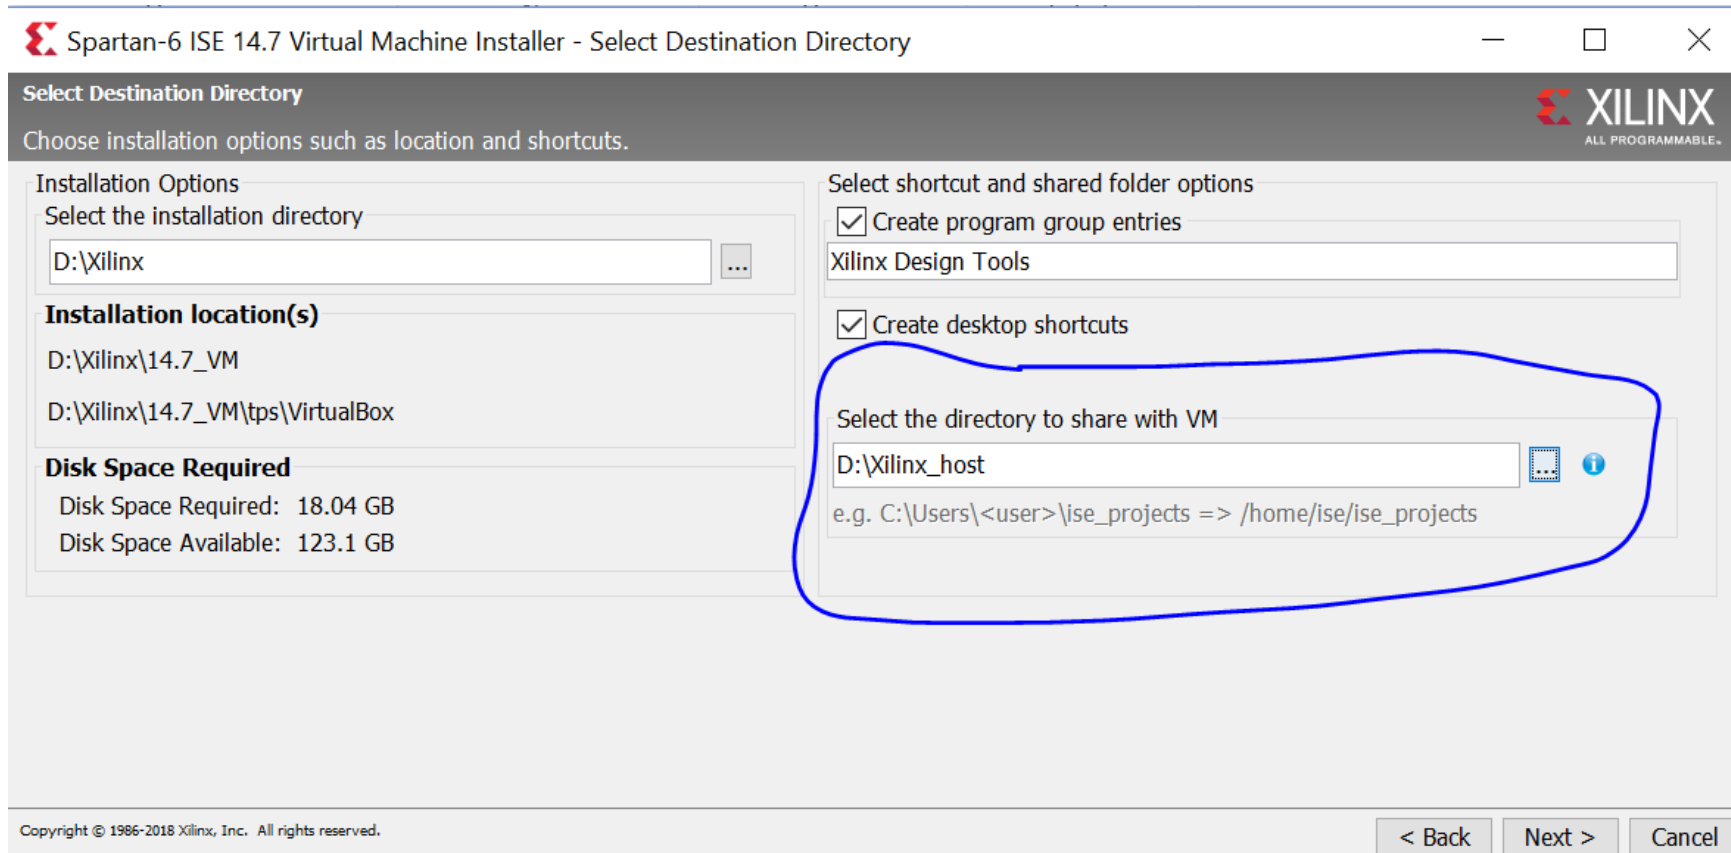 Spartan-6 ISE 14.7 Virtual Machine Installer - Select Destination Directory
Select Destination Directory
Choose installation options such as location and shortcuts.
XILINX
ALL PROGRAMMABLE.
Installation Options
Select the installation directory
D:\Xilinx
...
Installation location(s)
D:\Xilinx\14.7_VM
D:\Xilinx\14.7_VM\tps\VirtualBox
Disk Space Required
Disk Space Required: 18.04 GB
Disk Space Available: 123.1 GB
Select shortcut and shared folder options
Create program group entries
Xilinx Design Tools
Create desktop shortcuts
Select the directory to share with VM
D:\Xilinx_host
...
e.g. C:\Users\<user>\ise_projects => /home/ise/ise_projects
Copyright © 1986-2018 Xilinx, Inc. All rights reserved.
< Back
Next >
Cancel